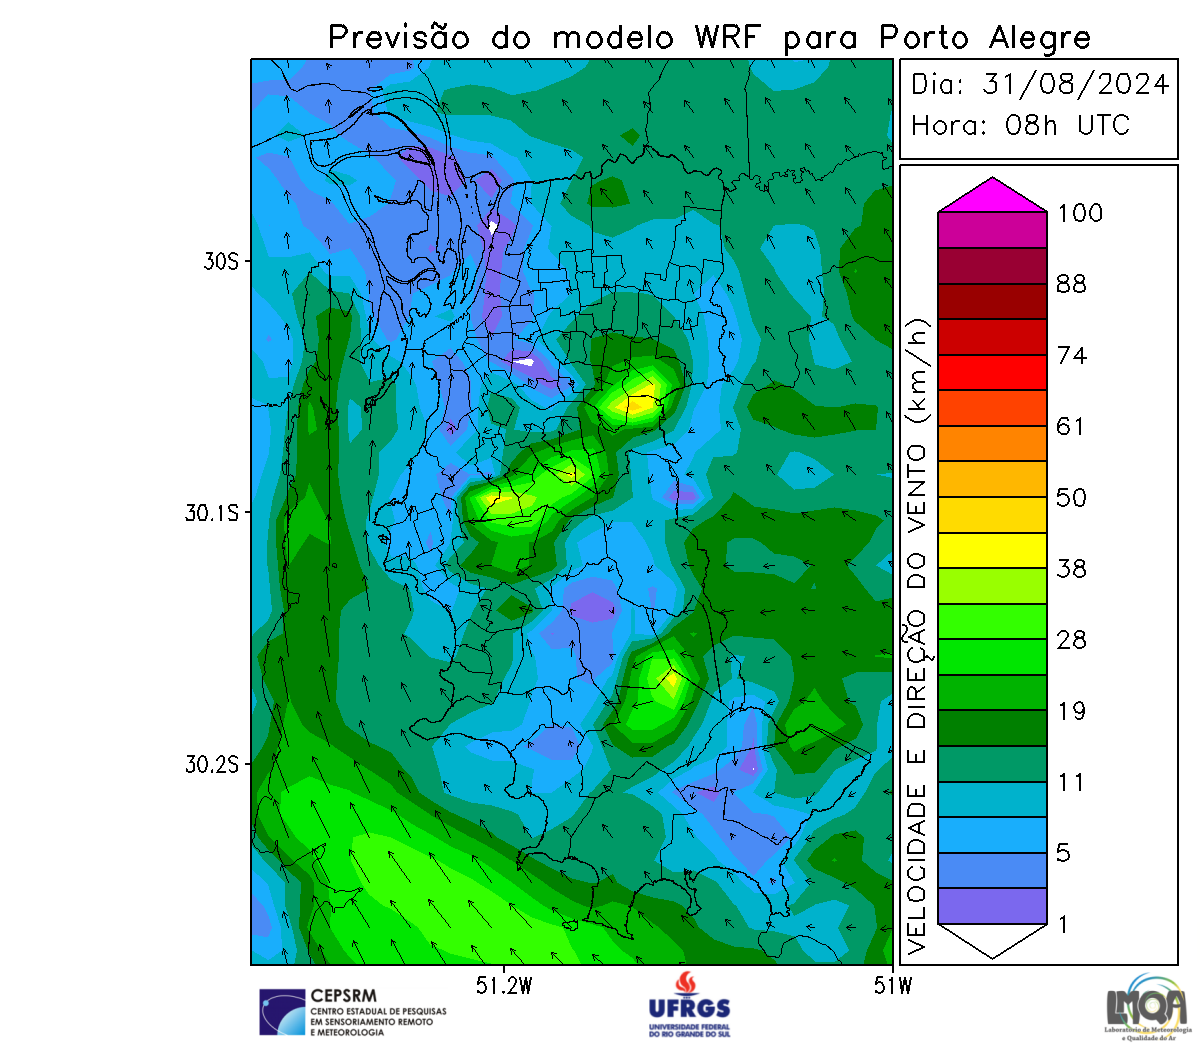 Previsão do modelo WRF para Porto Alegre
Dia: 31/08/2024
Hora: 08h UTC
30S
30.1S
30.2S
51.2W
51W
VELOCIDADE E DIREÇÃO DO VENTO (km/h)
100
88
74
61
50
38
28
19
11
5
1
CEPSRM
CENTRO ESTADUAL DE PESQUISAS
EM SENSORIAMENTO REMOTO
E METEOROLOGIA
UFRGS
UNIVERSIDADE FEDERAL
DO RIO GRANDE DO SUL
LMQA
Laboratório de Meteorologia
e Qualidade do Ar